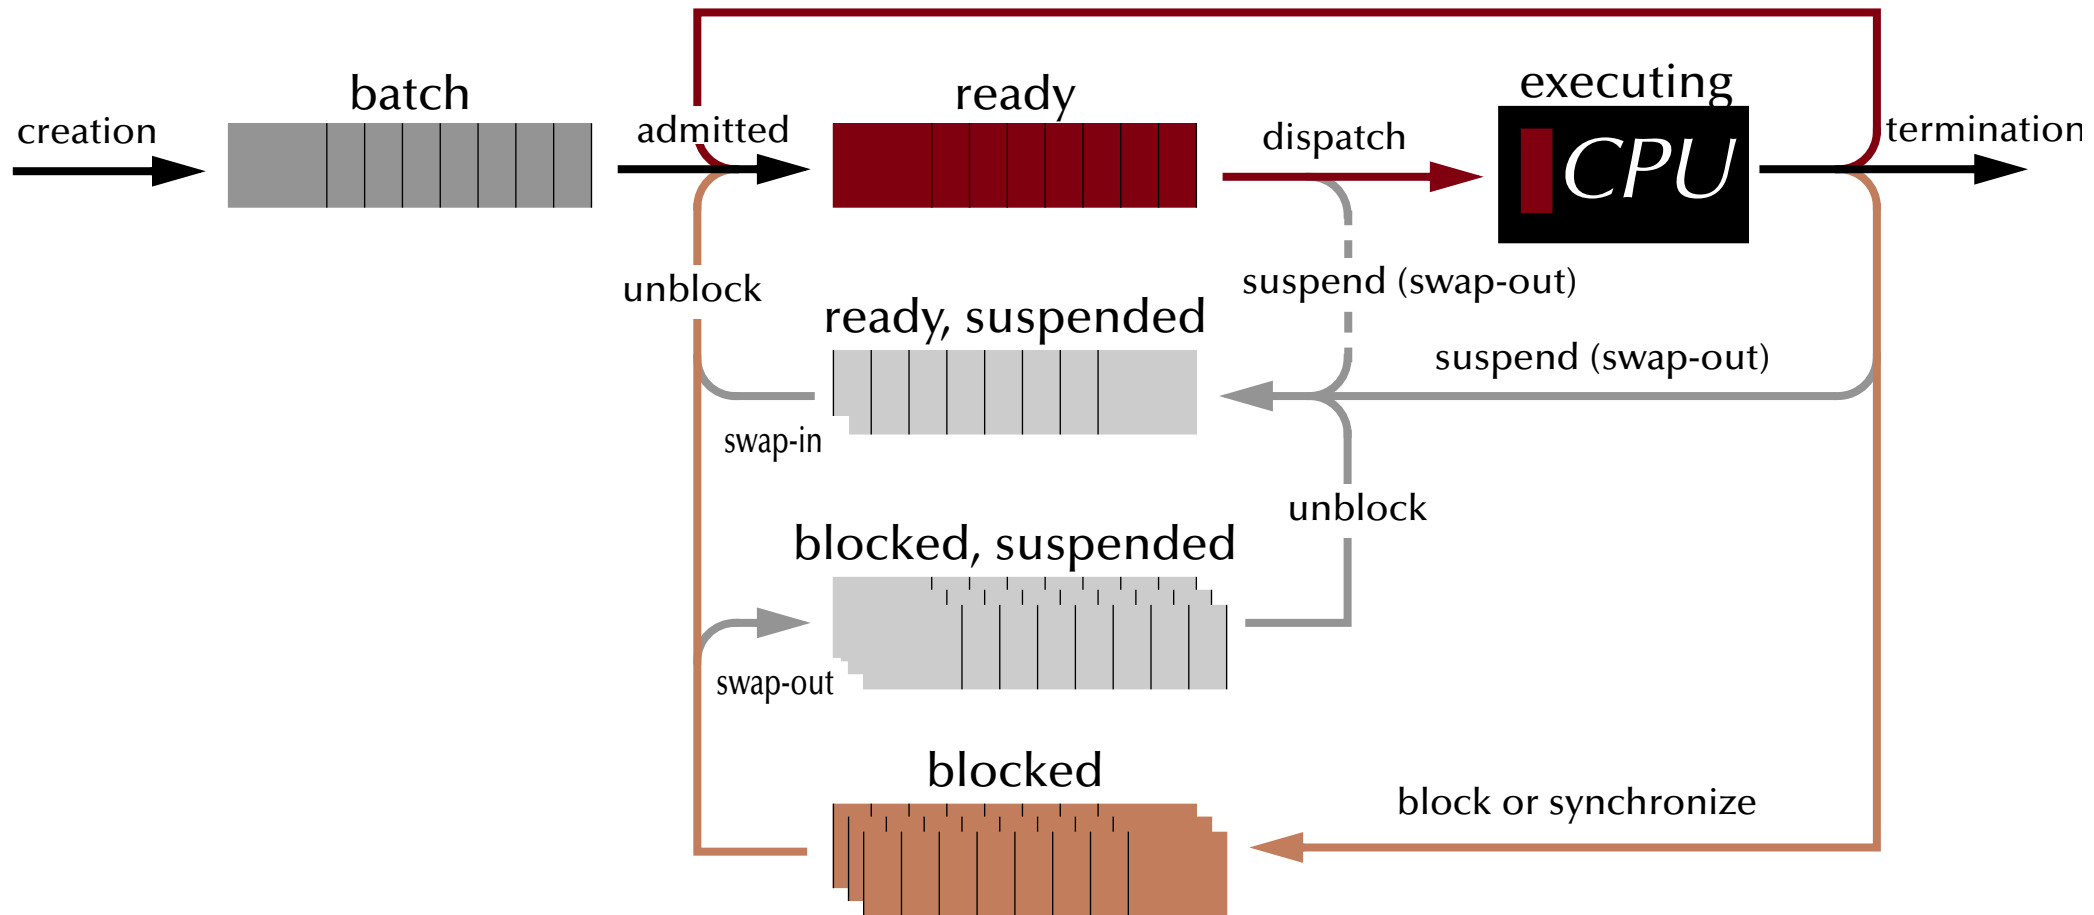 batch
ready
executing
creation
admitted
dispatch
CPU
termination
unblock
suspend (swap-out)
ready, suspended
suspend (swap-out)
swap-in
unblock
blocked, suspended
swap-out
blocked
block or synchronize